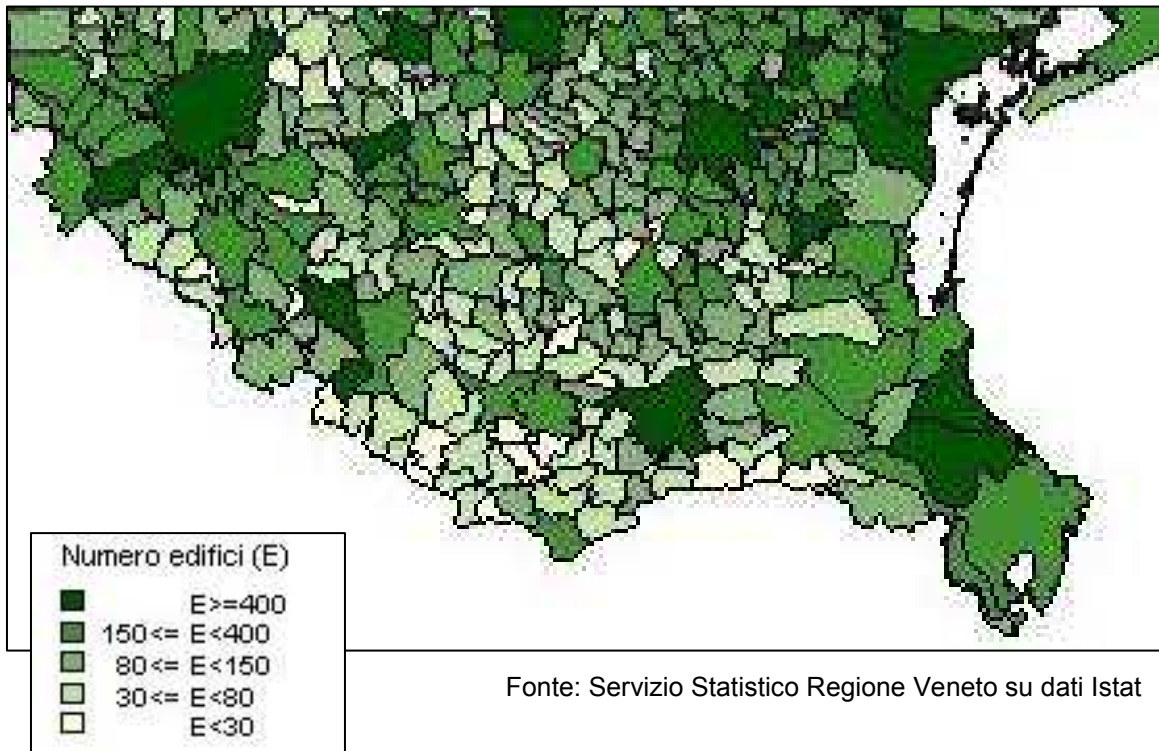 Numero edifici (E)
E>=400
150<= E<400
80<= E<150
30<= E<80
E<30
Fonte: Servizio Statistico Regione Veneto su dati Istat